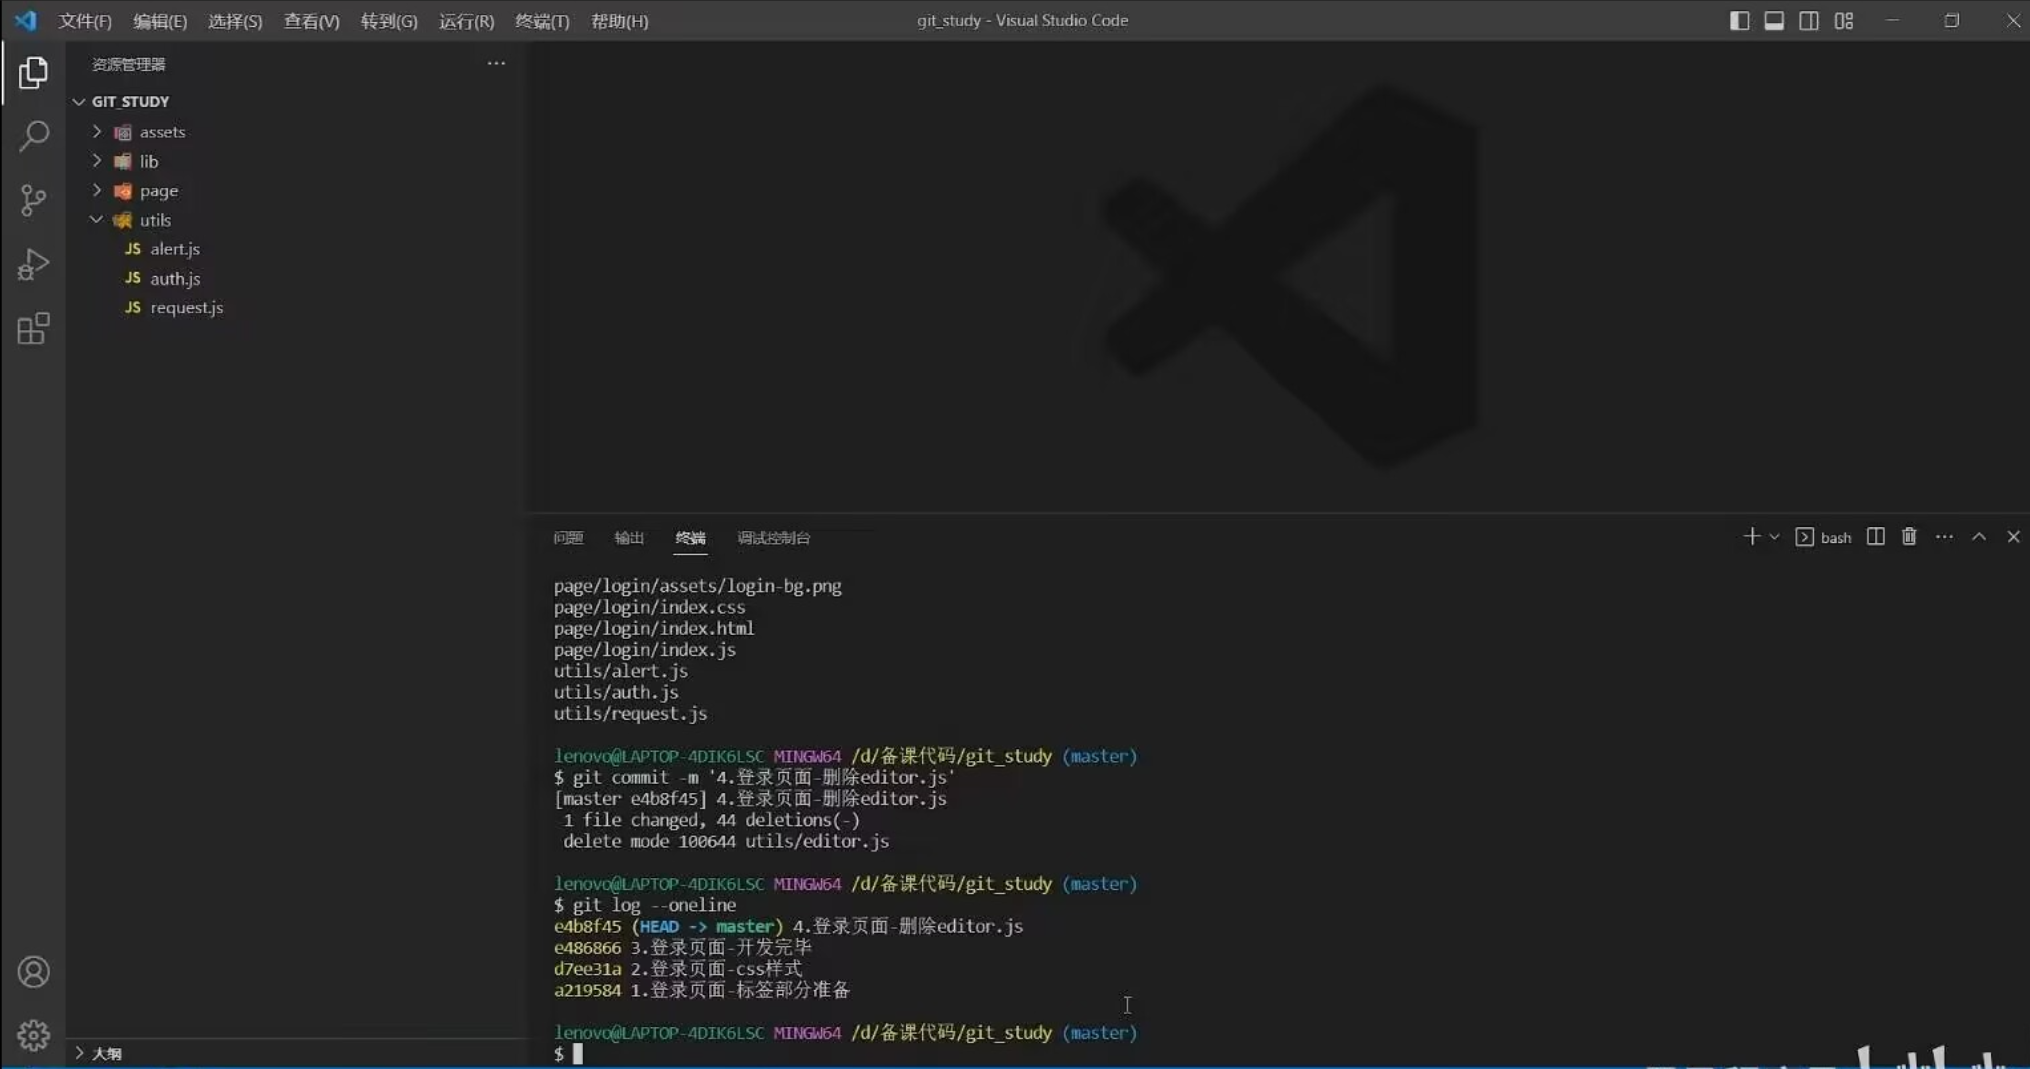 文件(F) 编辑(E) 选择(S) 查看(V) 转到(G) 运行(R) 终端(T) 帮助(H) git_study - Visual Studio Code
资源管理器
GIT_STUDY
assets
lib
page
utils
JS alert.js
JS auth.js
JS request.js
大纲
问题 输出 终端 调试控制台 bash
page/login/assets/login-bg.png
page/login/index.css
page/login/index.html
page/login/index.js
utils/alert.js
utils/auth.js
utils/request.js
lenovo@LAPTOP-4DIK6LSC MINGW64 /d/备课代码/git_study (master)
$ git commit -m '4.登录页面-删除editor.js'
[master e4b8f45] 4.登录页面-删除editor.js
1 file changed, 44 deletions(-)
delete mode 100644 utils/editor.js
lenovo@LAPTOP-4DIK6LSC MINGW64 /d/备课代码/git_study (master)
$ git log --oneline
e4b8f45 (HEAD -> master) 4.登录页面-删除editor.js
e486866 3.登录页面-开发完毕
d7ee31a 2.登录页面-css样式
a219584 1.登录页面-标签部分准备
lenovo@LAPTOP-4DIK6LSC MINGW64 /d/备课代码/git_study (master)
$